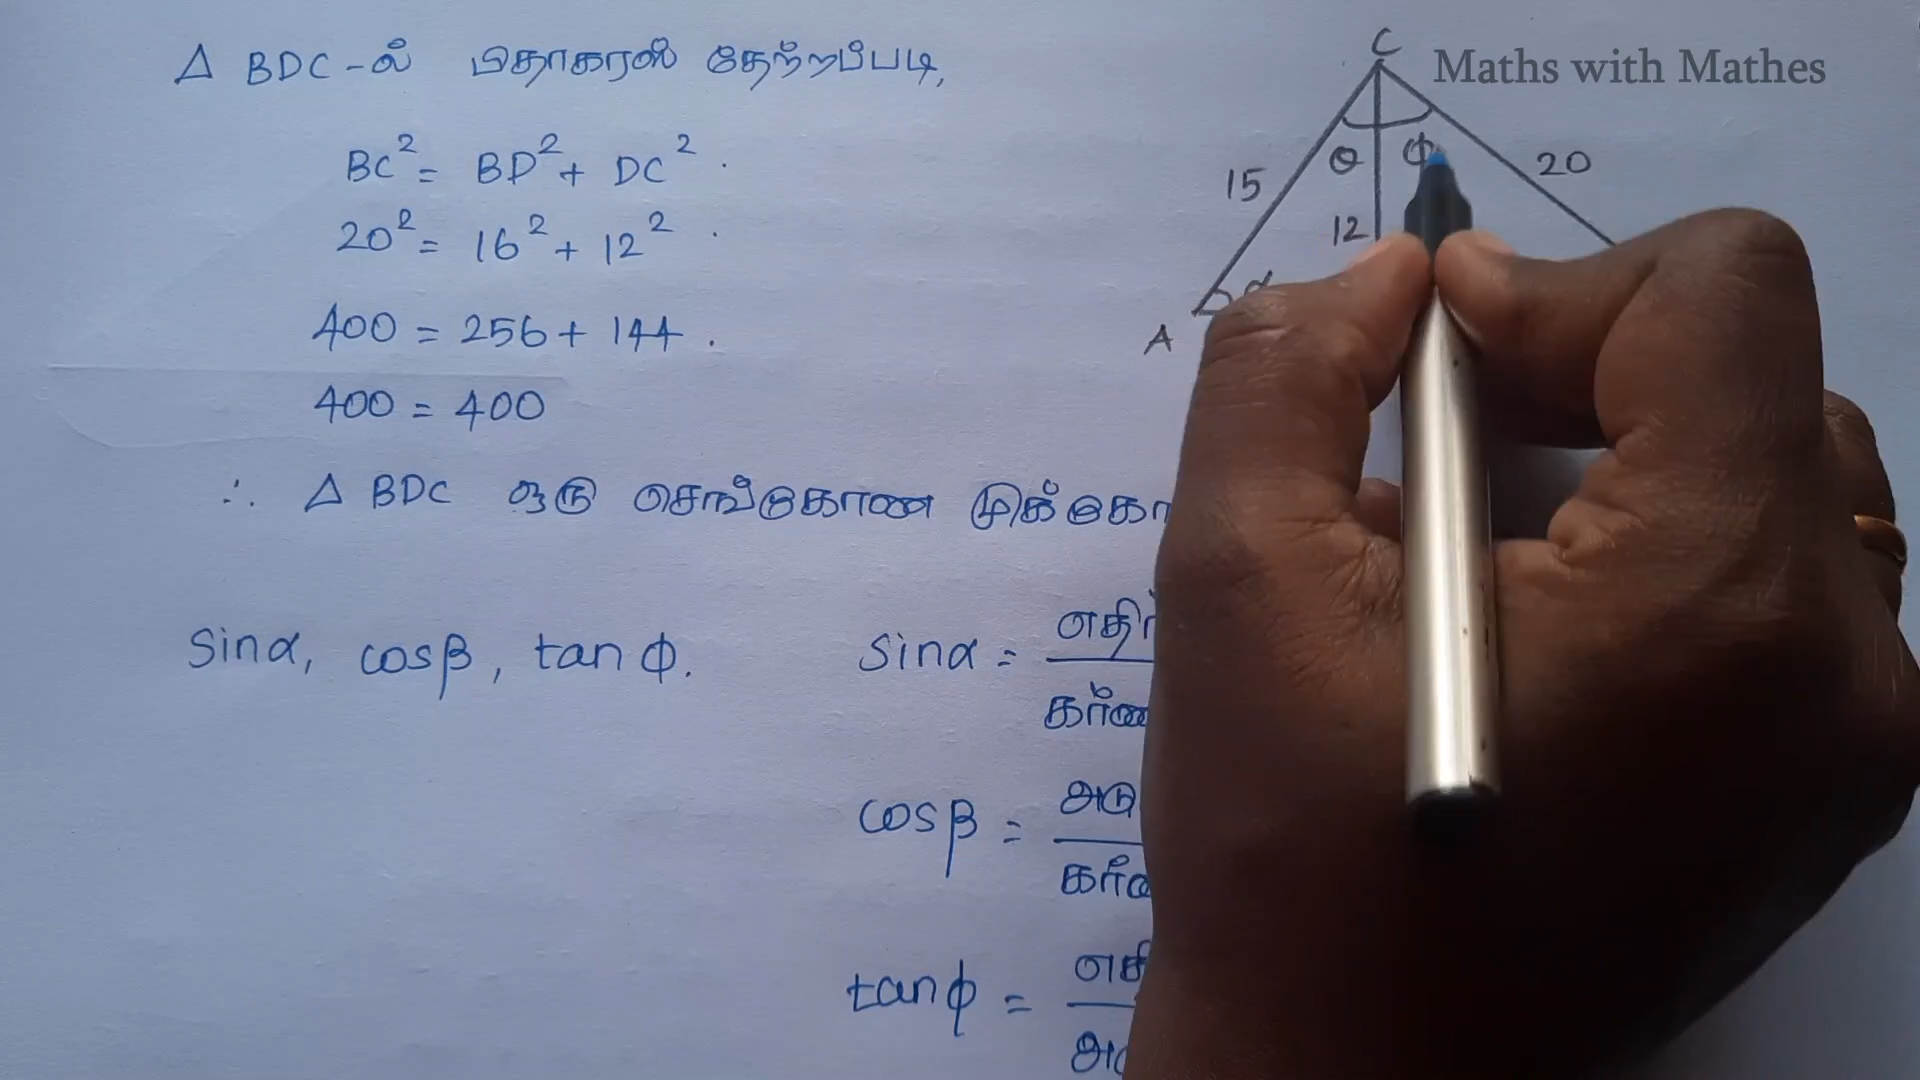 Δ BDC-ல் பிதாகரஸ் தேற்றப்படி,
BC² = BD² + DC².
20² = 16² + 12².
400 = 256 + 144.
400 = 400
∴ Δ BDC ஒரு செங்கோண
Sinα, cosβ, tanϕ.
Sinα =
cosβ =
tanϕ =
C
Maths with Mathes
15
θ
ϕ
20
12
α
A